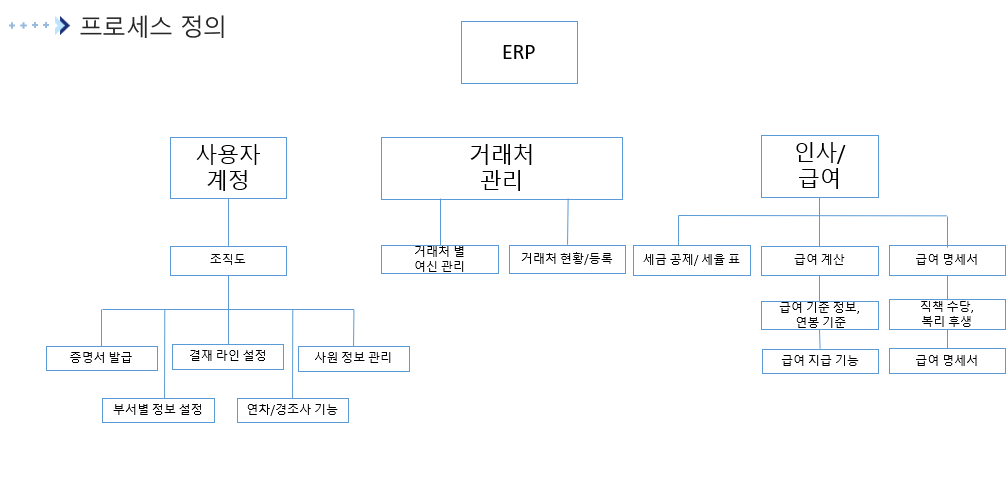 프로세스 정의
ERP
사용자
계정
거래처
관리
인사/
급여
조직도
거래처 별
여신 관리
거래처 현황/등록
세금 공제/ 세율 표
급여 계산
급여 명세서
급여 기준 정보,
연봉 기준
직책 수당,
복리 후생
증명서 발급
결재 라인 설정
사원 정보 관리
급여 지급 기능
급여 명세서
부서별 정보 설정
연차/경조사 기능